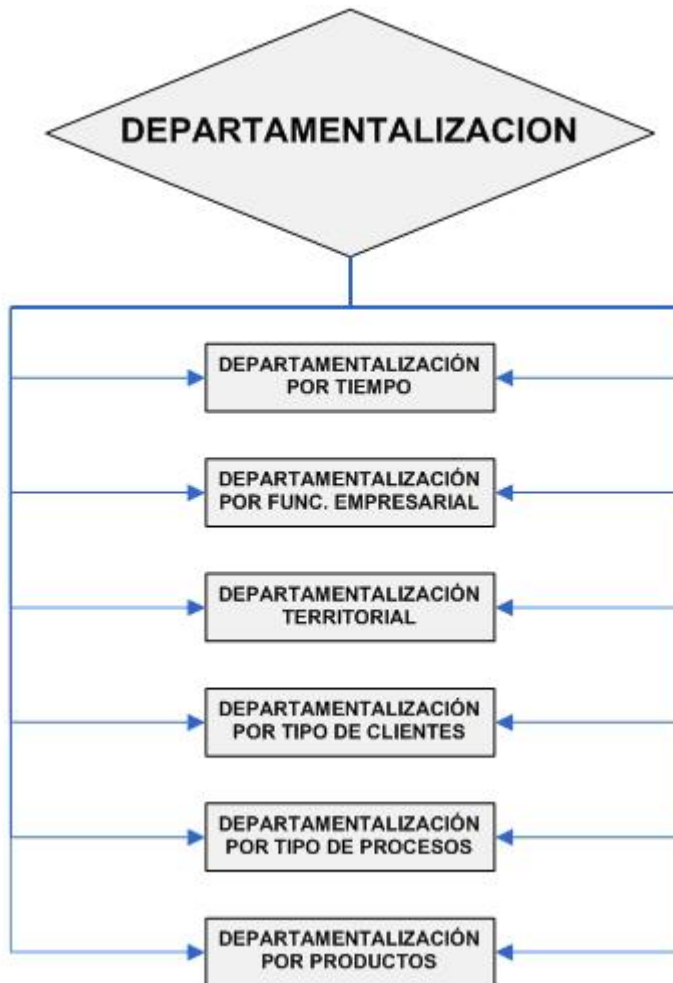 DEPARTAMENTALIZACION
DEPARTAMENTALIZACIÓN
POR TIEMPO
DEPARTAMENTALIZACIÓN
POR FUNC. EMPRESARIAL
DEPARTAMENTALIZACIÓN
TERRITORIAL
DEPARTAMENTALIZACIÓN
POR TIPO DE CLIENTES
DEPARTAMENTALIZACIÓN
POR TIPO DE PROCESOS
DEPARTAMENTALIZACIÓN
POR PRODUCTOS